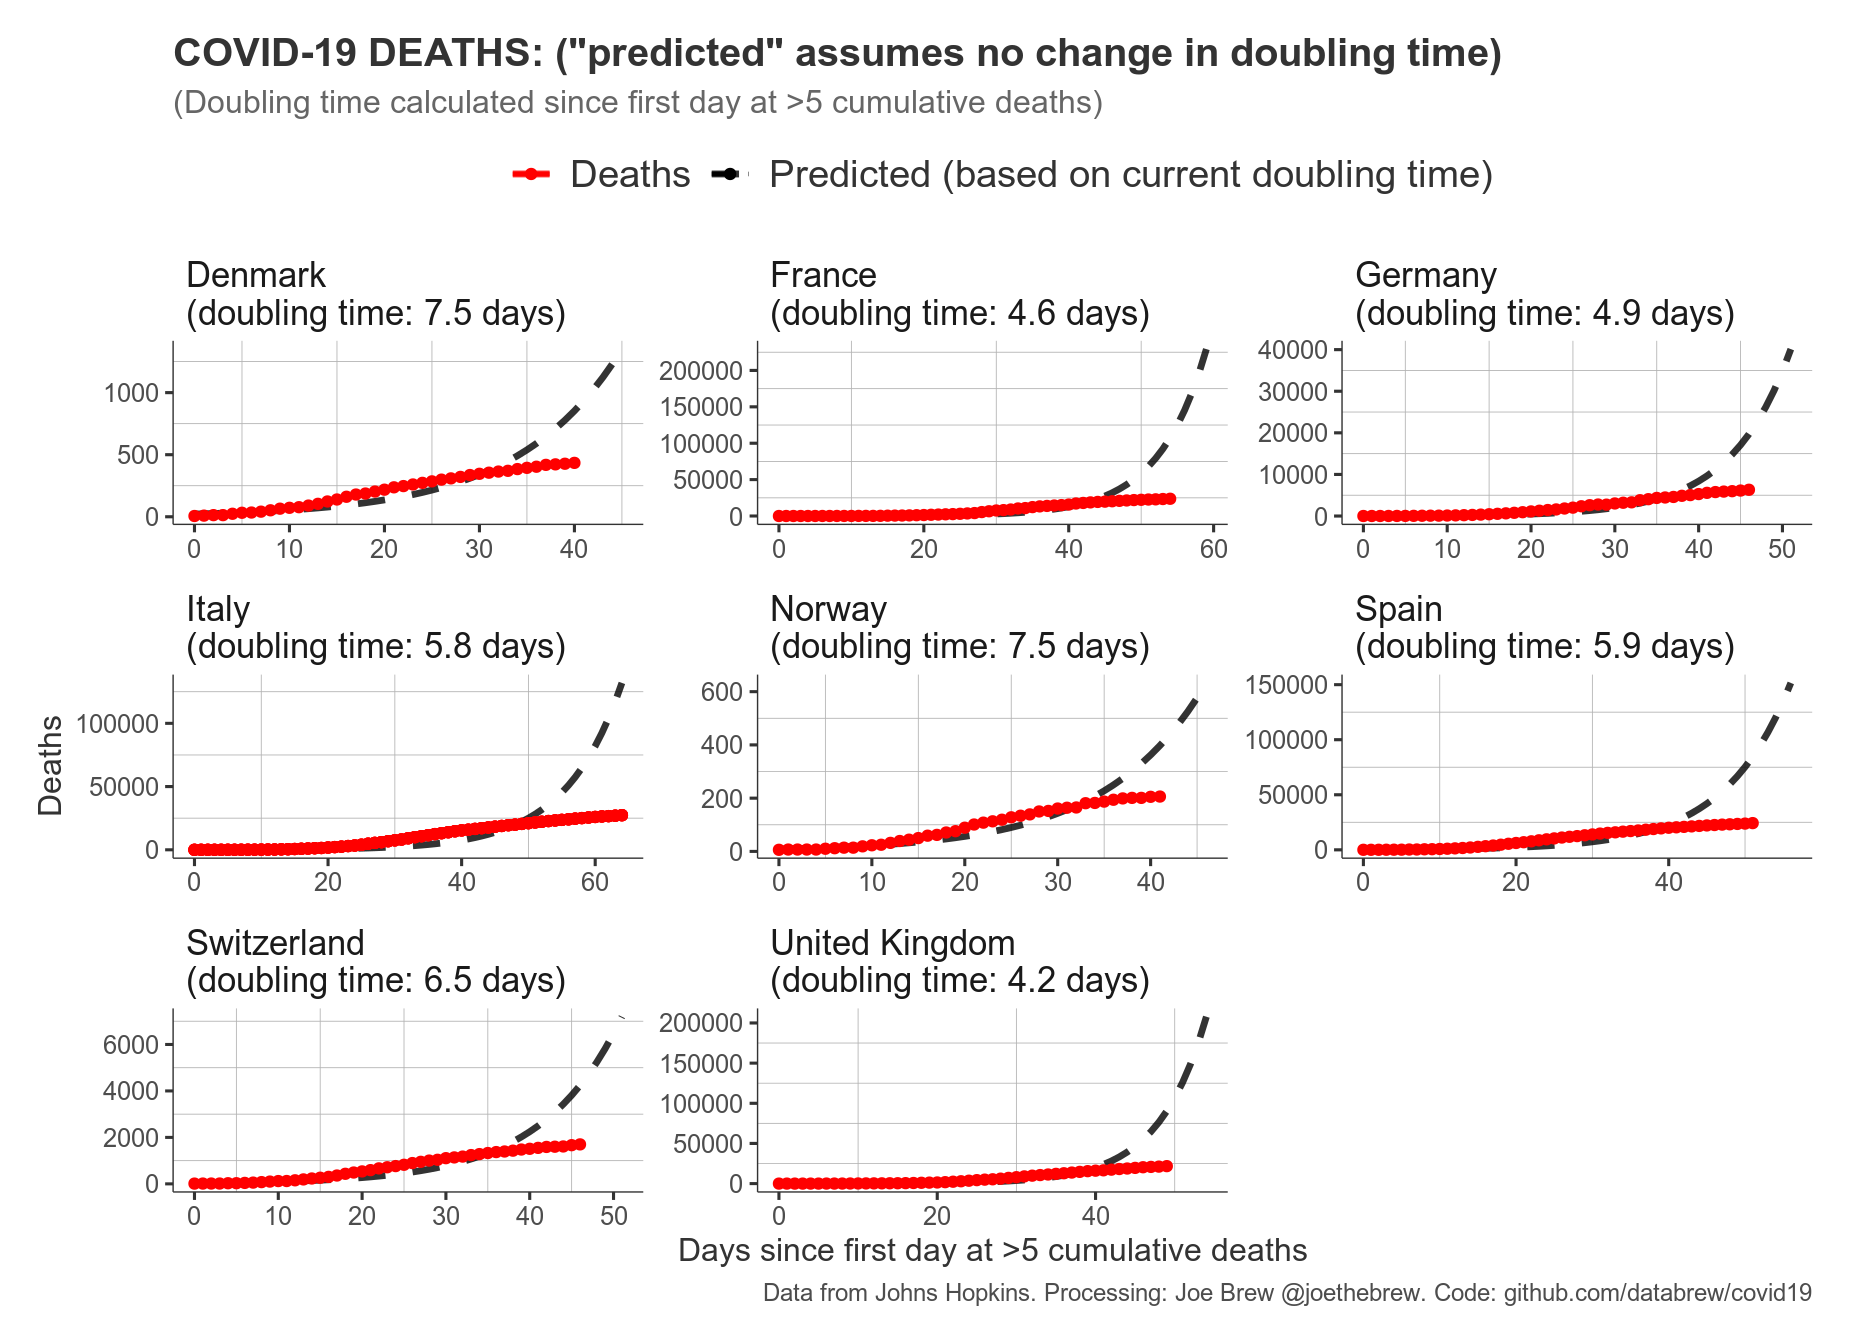 COVID-19 DEATHS: ("predicted" assumes no change in doubling time)
(Doubling time calculated since first day at >5 cumulative deaths)
Deaths
Predicted (based on current doubling time)
Denmark
(doubling time: 7.5 days)
1000
500
0
0 10 20 30 40
France
(doubling time: 4.6 days)
200000
150000
100000
50000
0
0 20 40 60
Germany
(doubling time: 4.9 days)
40000
30000
20000
10000
0
0 10 20 30 40 50
Deaths
Italy
(doubling time: 5.8 days)
100000
50000
0
0 20 40 60
Norway
(doubling time: 7.5 days)
600
400
200
0
0 10 20 30 40
Spain
(doubling time: 5.9 days)
150000
100000
50000
0
0 20 40
Switzerland
(doubling time: 6.5 days)
6000
4000
2000
0
0 10 20 30 40 50
United Kingdom
(doubling time: 4.2 days)
200000
150000
100000
50000
0
0 20 40
Days since first day at >5 cumulative deaths
Data from Johns Hopkins. Processing: Joe Brew @joethebrew. Code: github.com/databrew/covid19